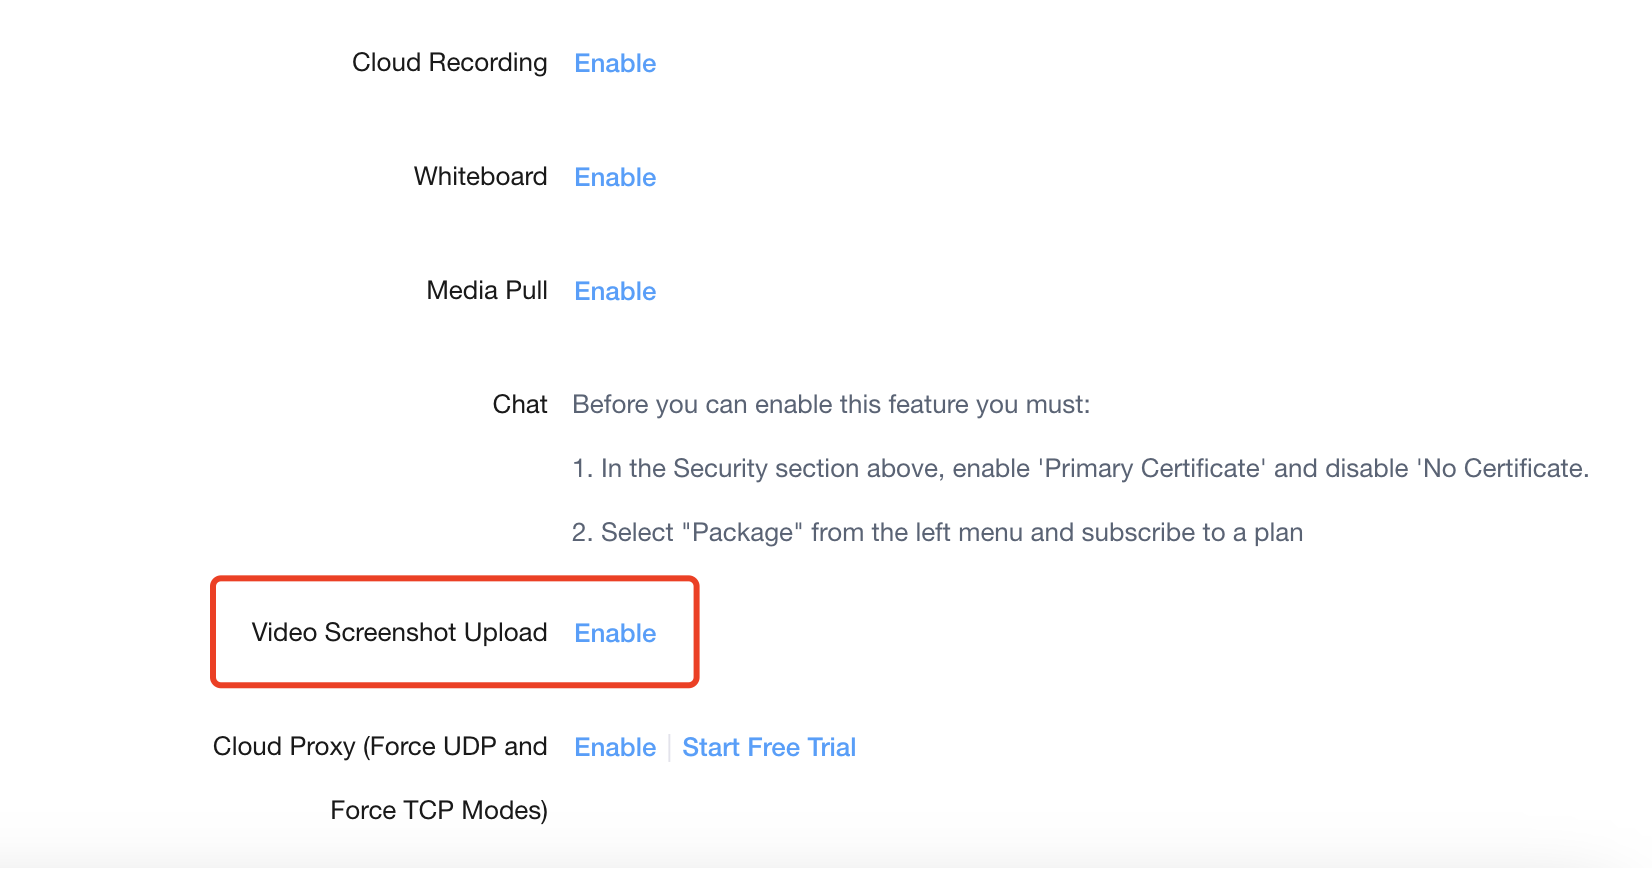 Cloud Recording Enable
Whiteboard Enable
Media Pull Enable
Chat Before you can enable this feature you must:
1. In the Security section above, enable 'Primary Certificate' and disable 'No Certificate.
2. Select "Package" from the left menu and subscribe to a plan
Video Screenshot Upload Enable
Cloud Proxy (Force UDP and Enable Start Free Trial
Force TCP Modes)